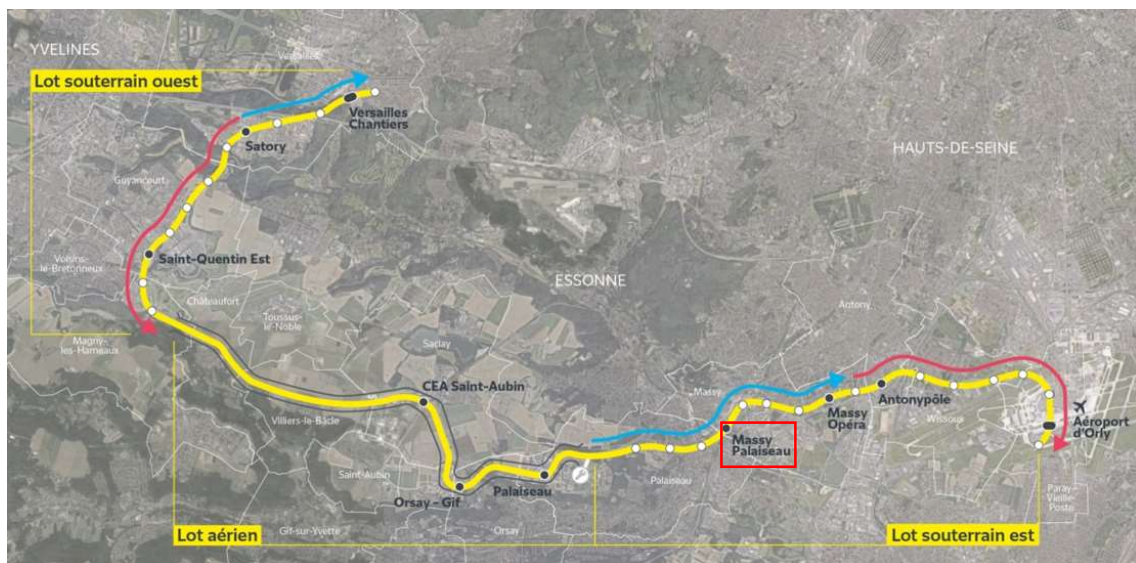 YVELINES
Versailles
Lot souterrain ouest
Versailles
Chantiers
Satory
HAUTS-DE-SEINE
Guyancourt
Voisins-
le-Bretonneux
Saint-Quentin Est
ESSONNE
Châteaufort
Toussus-
le-Noble
Antony
Magny-
les-Hameaux
Saclay
CEA Saint-Aubin
Massy
Antonypôle
Villiers-le-Bâcle
Massy
Opéra
Wissous
Aéroport
d'Orly
Massy
Palaiseau
Saint-Aubin
Orsay – Gif
Palaiseau
Palaiseau
Paray-
Vieille-
Poste
Lot aérien
Gif-sur-Yvette
Orsay
Lot souterrain est